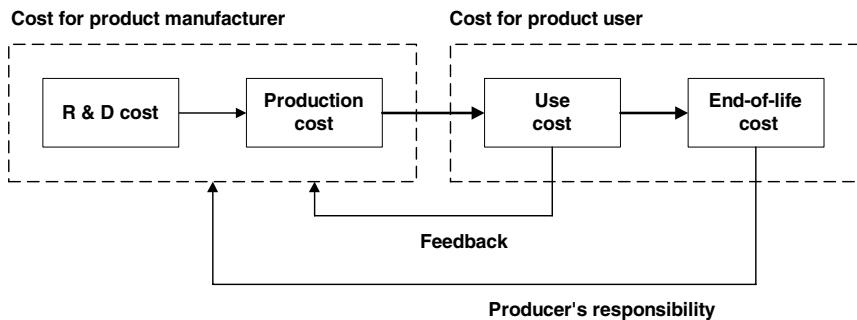 Cost for product manufacturer
Cost for product user
R & D cost
Production
cost
Use
cost
End-of-life
cost
Feedback
Producer's responsibility